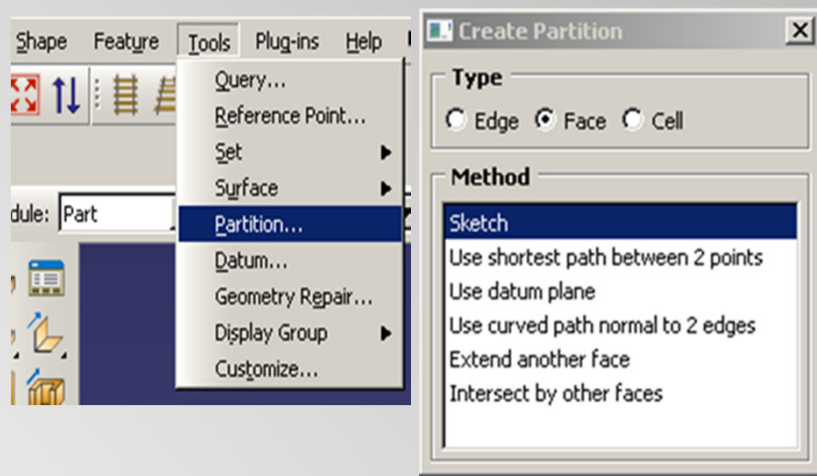 Shape Feature Tools Plug-ins Help
Query...
Reference Point...
Set
Surface
dule: Part
Partition...
Datum...
Geometry Repair...
Display Group
Customize...
Create Partition
Type
Edge Face Cell
Method
Sketch
Use shortest path between 2 points
Use datum plane
Use curved path normal to 2 edges
Extend another face
Intersect by other faces